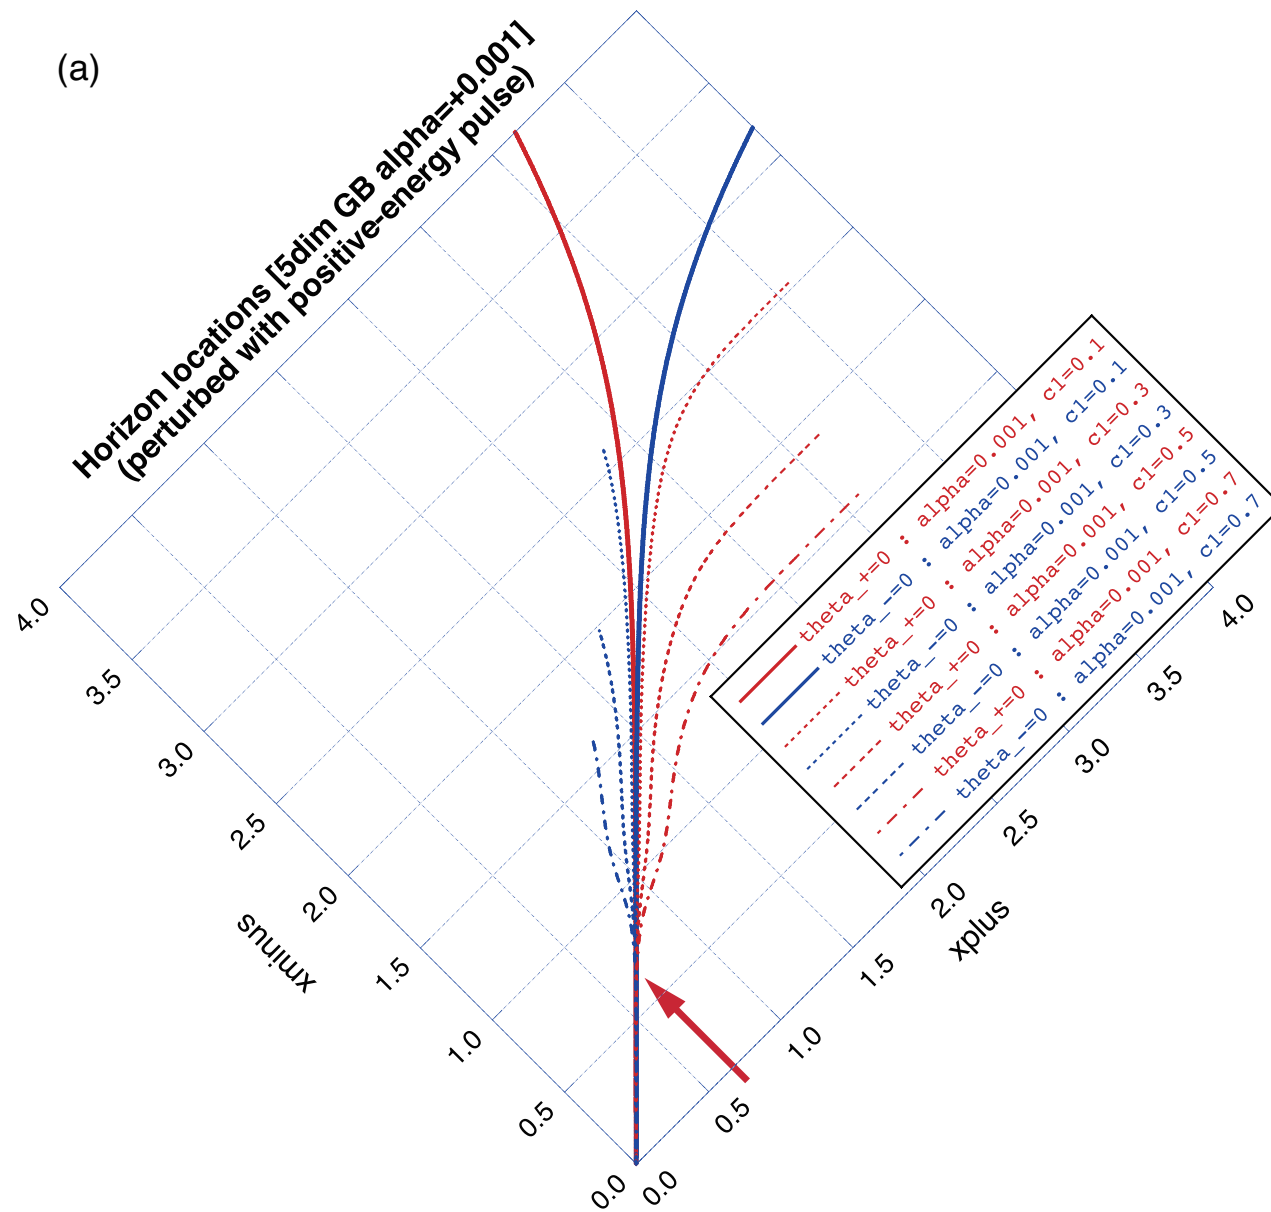 (a)
Horizon locations [5dim GB alpha=+0.001]
(perturbed with positive-energy pulse)
theta_+=0 : alpha=0.001, c1=0.1
theta_-=0 : alpha=0.001, c1=0.1
theta_+=0 : alpha=0.001, c1=0.3
theta_-=0 : alpha=0.001, c1=0.3
theta_+=0 : alpha=0.001, c1=0.5
theta_-=0 : alpha=0.001, c1=0.5
theta_+=0 : alpha=0.001, c1=0.7
theta_-=0 : alpha=0.001, c1=0.7
4.0
3.5
3.0
2.5
2.0
1.5
1.0
0.5
0.0
xminus
0.0
0.5
1.0
1.5
2.0
2.5
3.0
3.5
4.0
xplus